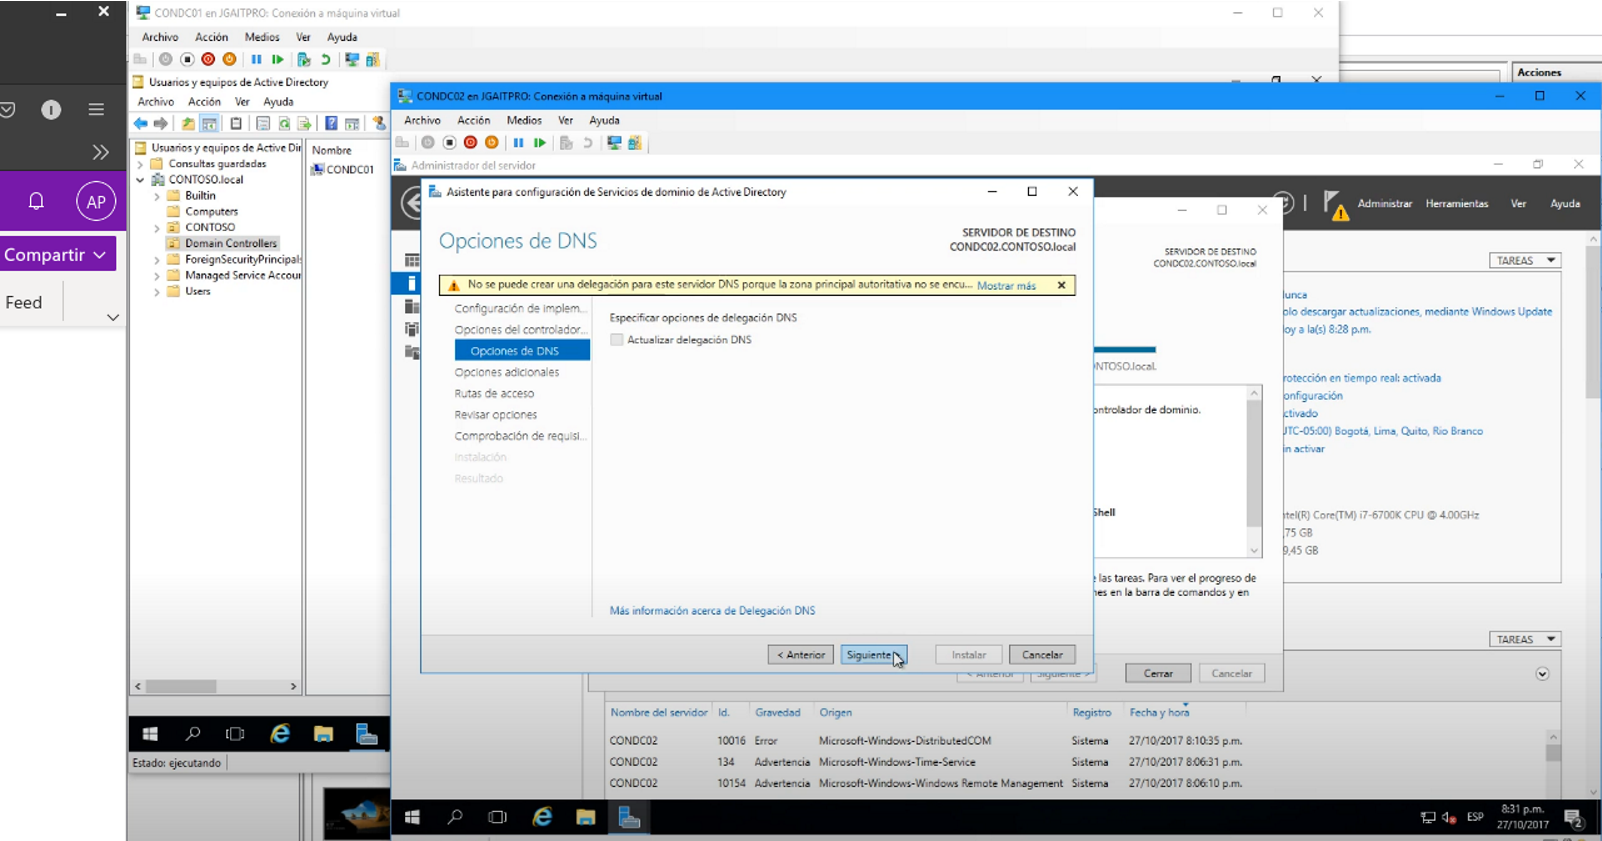 CONDC01 en JGAITPRO: Conexión a máquina virtual
Archivo Acción Medios Ver Ayuda
Usuarios y equipos de Active Directory
Archivo Acción Ver Ayuda
Usuarios y equipos de Active Dir
Consultas guardadas
CONTOSO.local
Builtin
Computers
CONTOSO
Domain Controllers
ForeignSecurityPrincipals
Managed Service Accour
Users
Nombre
CONDC01
Estado: ejecutando
AP
Compartir
Feed
Acciones
CONDC02 en JGAITPRO: Conexión a máquina virtual
Archivo Acción Medios Ver Ayuda
Administrador del servidor
Administrar Herramientas Ver Ayuda
Asistente para configuración de Servicios de dominio de Active Directory
Opciones de DNS
SERVIDOR DE DESTINO
CONDC02.CONTOSO.local
No se puede crear una delegación para este servidor DNS porque la zona principal autoritativa no se encu... Mostrar más
Configuración de implem...
Opciones del controlador...
Opciones de DNS
Opciones adicionales
Rutas de acceso
Revisar opciones
Comprobación de requisi...
Instalación
Resultado
Especificar opciones de delegación DNS
Actualizar delegación DNS
Más información acerca de Delegación DNS
< Anterior Siguiente Instalar Cancelar
SERVIDOR DE DESTINO
CONDC02.CONTOSO.local
NTOSO.local.
ontrolador de dominio.
Shell
las tareas. Para ver el progreso de
nes en la barra de comandos y en
< Anterior Siguiente > Cerrar Cancelar
TAREAS
unca
olo descargar actualizaciones, mediante Windows Update
oy a la(s) 8:28 p.m.
rotección en tiempo real: activada
onfiguración
ctivado
UTC-05:00) Bogotá, Lima, Quito, Rio Branco
in activar
ntel(R) Core(TM) i7-6700K CPU @ 4.00GHz
,75 GB
9,45 GB
TAREAS
Nombre del servidor Id. Gravedad Origen Registro Fecha y hora
CONDC02 10016 Error Microsoft-Windows-DistributedCOM Sistema 27/10/2017 8:10:35 p.m.
CONDC02 134 Advertencia Microsoft-Windows-Time-Service Sistema 27/10/2017 8:06:31 p.m.
CONDC02 10154 Advertencia Microsoft-Windows-Windows Remote Management Sistema 27/10/2017 8:06:10 p.m.
ESP
8:31 p.m.
27/10/2017
2